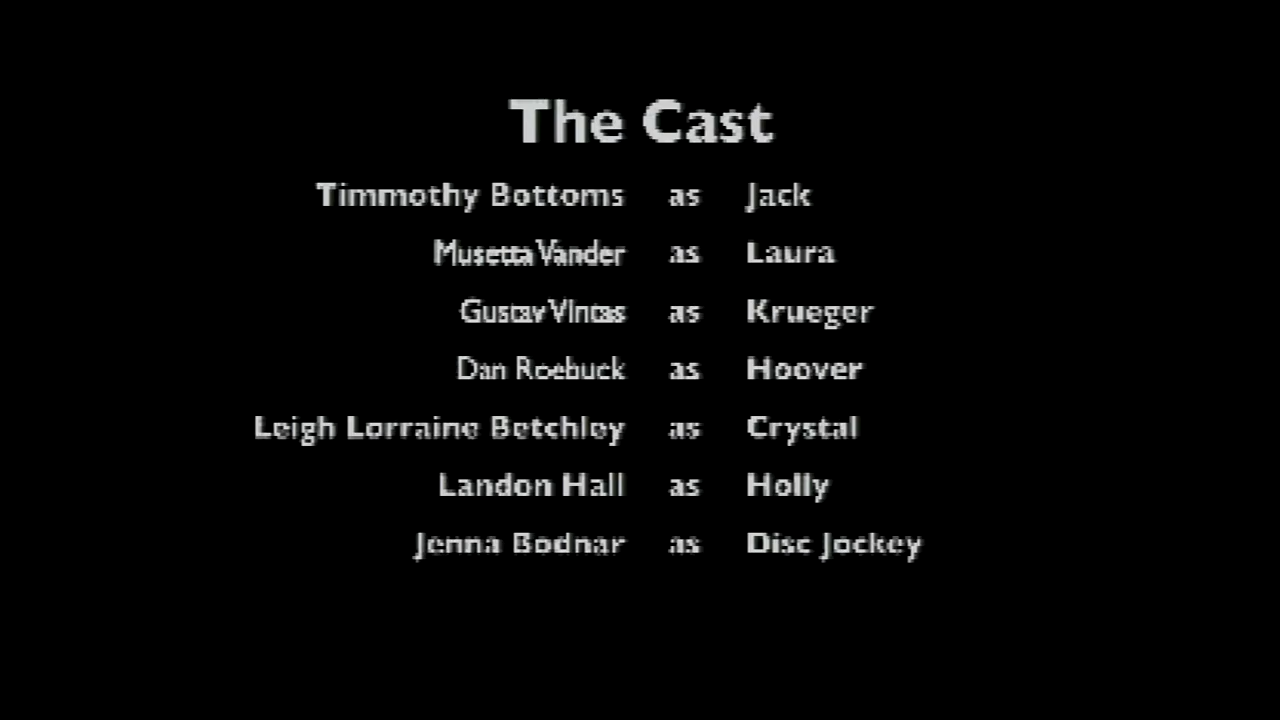 The Cast
Timmothy Bottoms as Jack
Musetta Vander as Laura
Gustav Vintas as Krueger
Dan Roebuck as Hoover
Leigh Lorraine Betchley as Crystal
Landon Hall as Holly
Jenna Bodnar as Disc Jockey